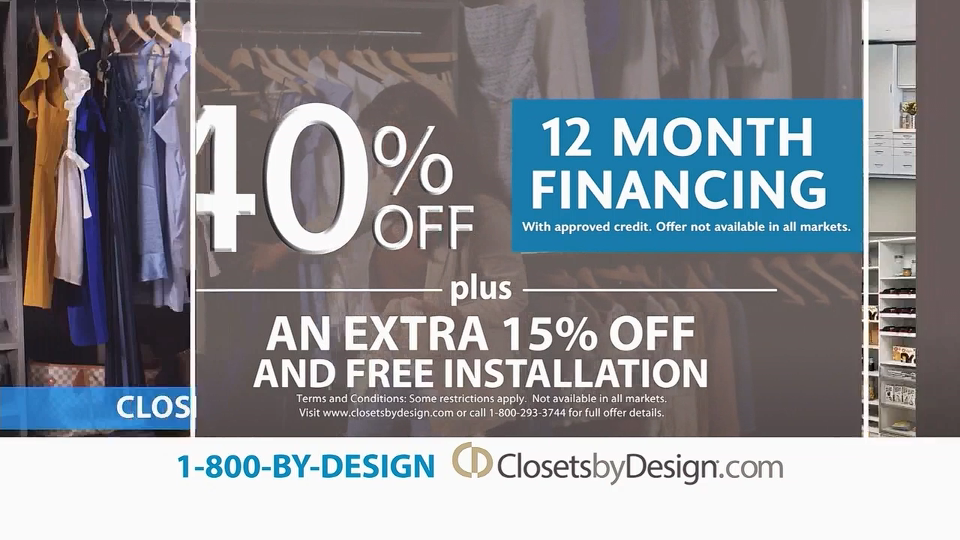 40%
OFF
12 MONTH
FINANCING
With approved credit. Offer not available in all markets.
plus
AN EXTRA 15% OFF
AND FREE INSTALLATION
Terms and Conditions: Some restrictions apply. Not available in all markets.
Visit www.closetsbydesign.com or call 1-800-293-3744 for full offer details.
CLOS
1-800-BY-DESIGN CD ClosetsbyDesign.com